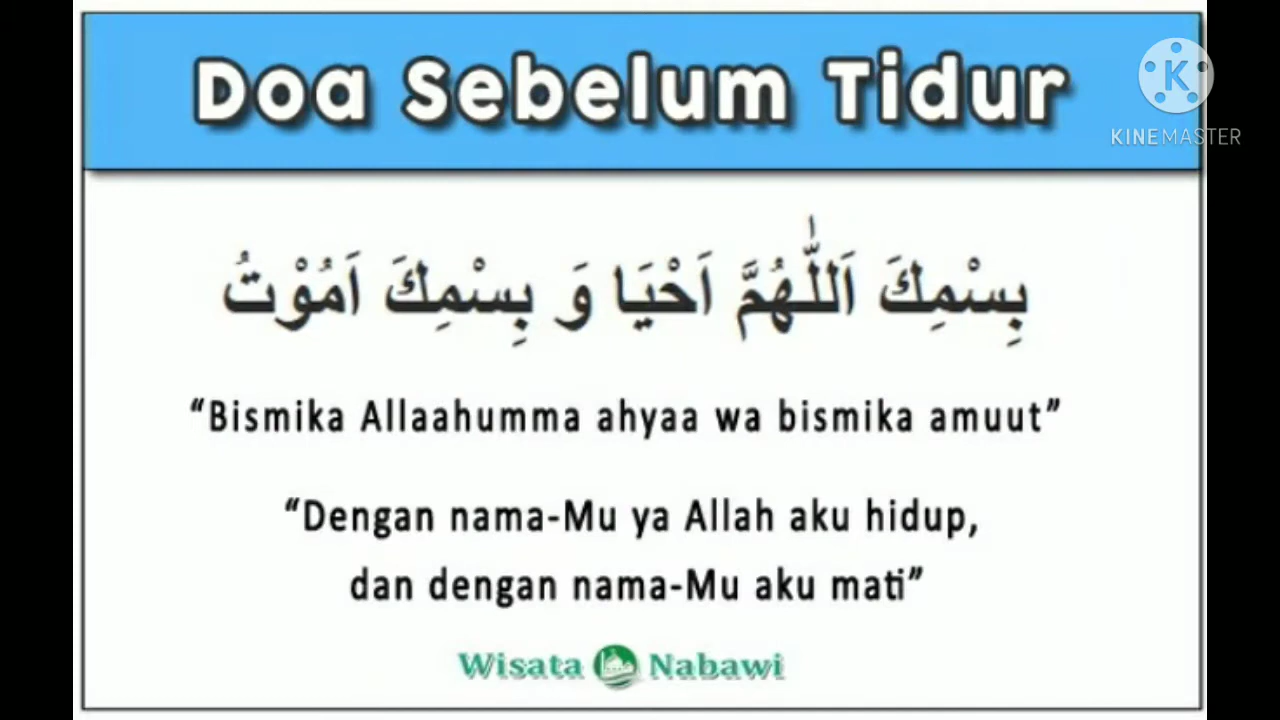 Doa Sebelum Tidur
K
KINEMASTER
بِسْمِكَ اَللّٰهُمَّ اَحْيَا وَ بِسْمِكَ اَمُوْتُ
“Bismika Allaahumma ahyaa wa bismika amuut”
“Dengan nama-Mu ya Allah aku hidup,
dan dengan nama-Mu aku mati”
Wisata Nabawi